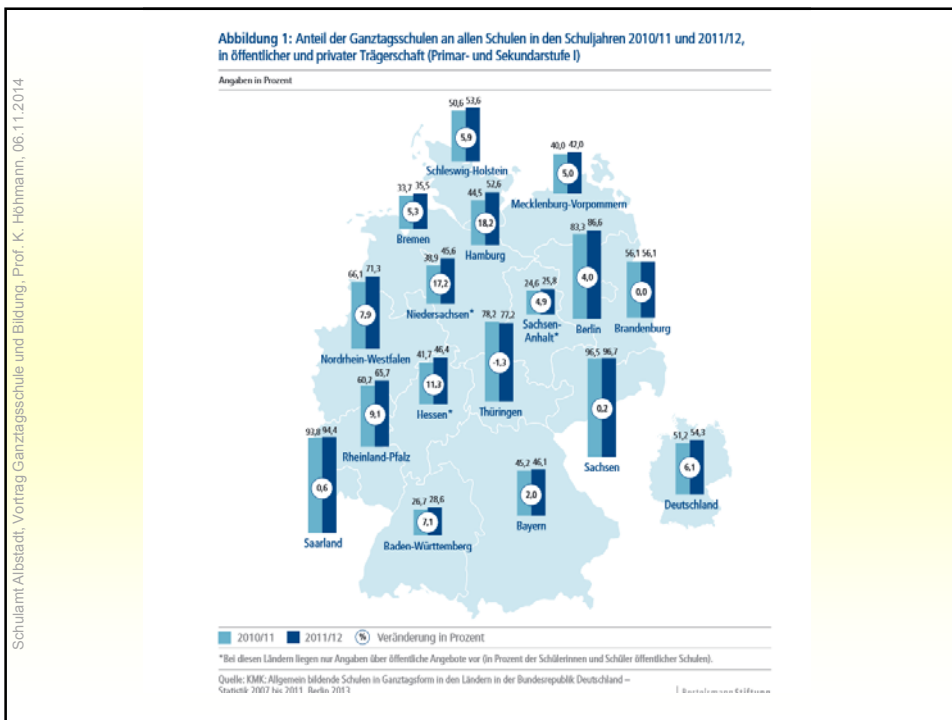 Schulamt Albstadt, Vortrag Ganztagsschule und Bildung, Prof. K. Höhmann, 06.11.2014
Abbildung 1: Anteil der Ganztagsschulen an allen Schulen in den Schuljahren 2010/11 und 2011/12,
in öffentlicher und privater Trägerschaft (Primar- und Sekundarstufe I)
Angaben in Prozent
50,6 53,6
5,9
Schleswig-Holstein
40,0 42,0
5,0
Mecklenburg-Vorpommern
33,7 35,5
5,3
Bremen
44,5 52,6
18,2
Hamburg
83,3 86,6
4,0
Berlin
56,1 56,1
0,0
Brandenburg
38,9 45,6
17,2
Niedersachsen*
24,6 25,8
4,9
Sachsen-
Anhalt*
66,1 71,3
7,9
Nordrhein-Westfalen
78,2 77,2
-1,3
Thüringen
41,7 46,4
11,3
Hessen*
96,5 96,7
0,2
Sachsen
60,2 65,7
9,1
Rheinland-Pfalz
93,8 94,4
0,6
Saarland
26,7 28,6
7,1
Baden-Württemberg
45,2 46,1
2,0
Bayern
51,2 54,3
6,1
Deutschland
2010/11 2011/12 % Veränderung in Prozent
*Bei diesen Ländern liegen nur Angaben über öffentliche Angebote vor (in Prozent der Schülerinnen und Schüler öffentlicher Schulen).
Quelle: KMK: Allgemein bildende Schulen in Ganztagsform in den Ländern in der Bundesrepublik Deutschland –
Statistik 2007 bis 2011, Berlin 2013
BertelsmannStiftung